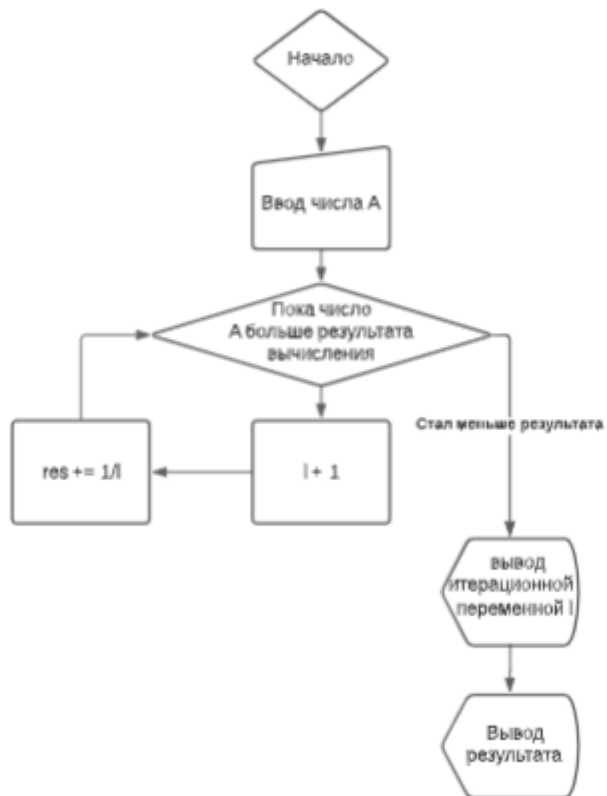 Начало
Ввод числа А
Пока число
А больше результата
вычисления
Стал меньше результата
res += 1/I
I + 1
вывод
итерационной
переменной I
Вывод
результата